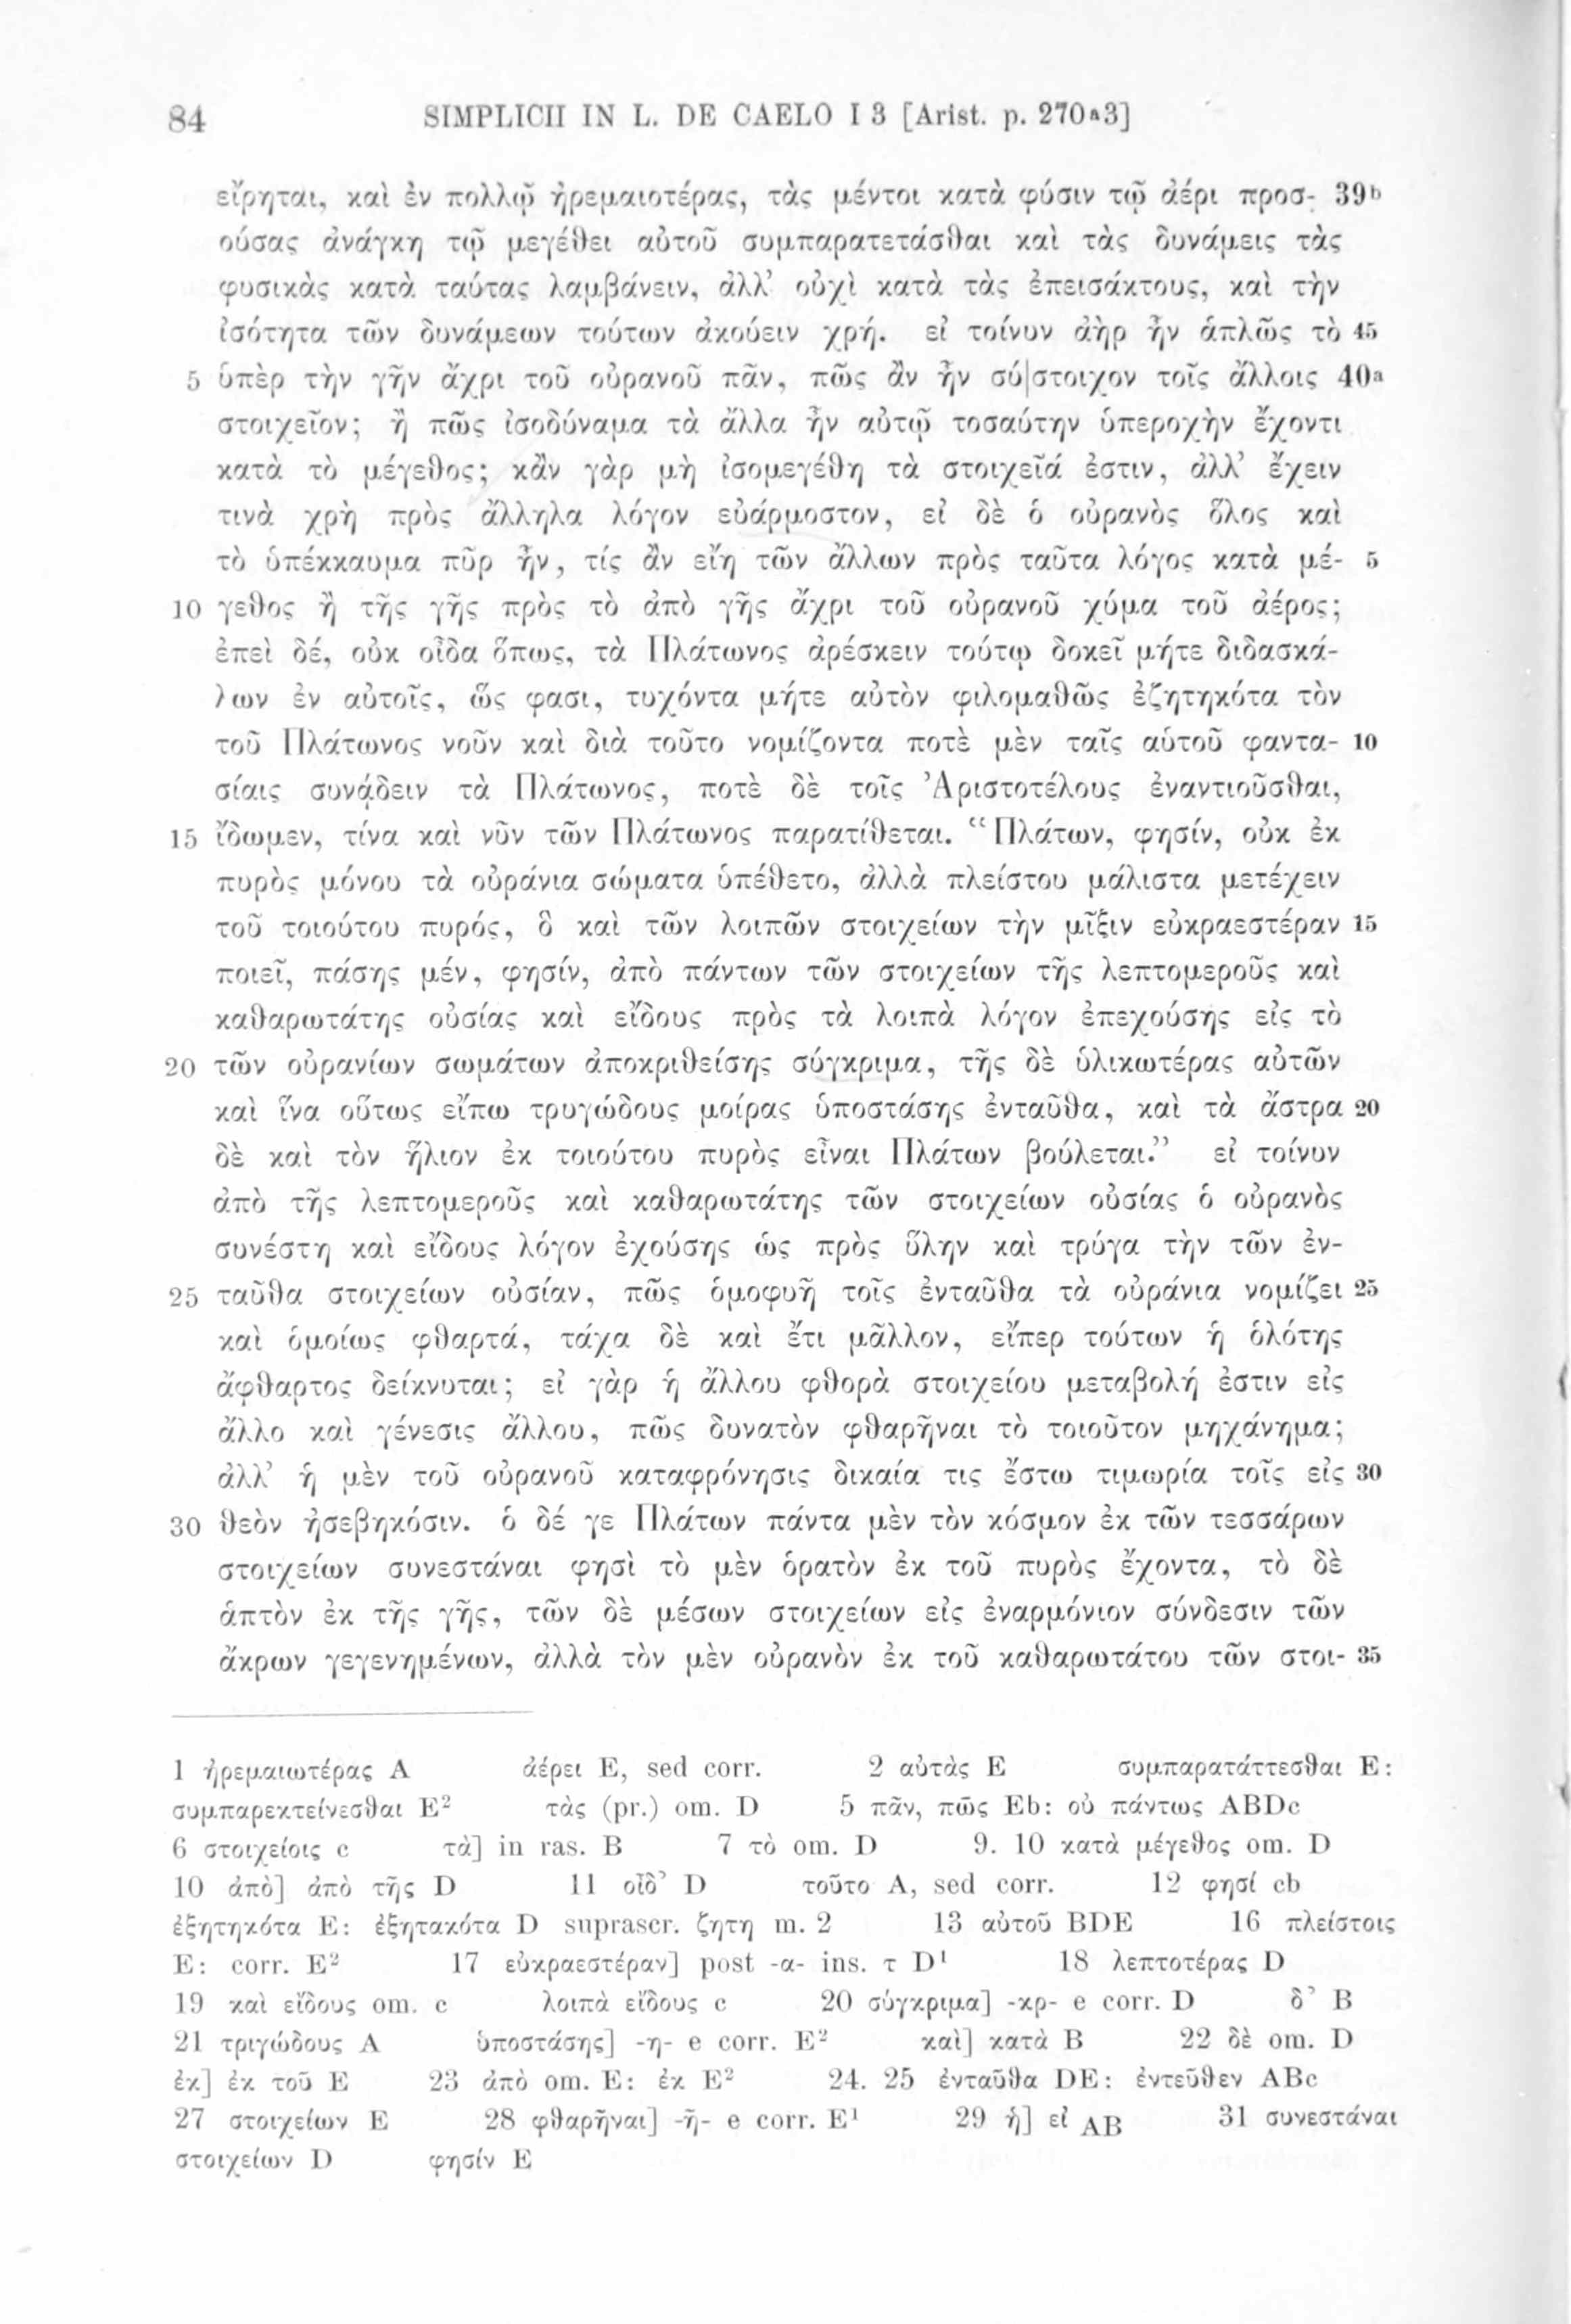 84 SIMPLICII IN L. DE CAELO I 3 [Arist. p. 270ᵃ3]
εἴρηται, καὶ ἐν πολλῷ ἠρεμαιοτέρας, τὰς μέντοι κατὰ φύσιν τῷ ἀέρι προσ- 39ᵇ
ούσας ἀνάγκη τῷ μεγέθει αὐτοῦ συμπαρατετάσθαι καὶ τὰς δυνάμεις τὰς
φυσικὰς κατὰ ταύτας λαμβάνειν, ἀλλ’ οὐχὶ κατὰ τὰς ἐπεισάκτους, καὶ τὴν
ἰσότητα τῶν δυνάμεων τούτων ἀκούειν χρή. εἰ τοίνυν ἀὴρ ἦν ἁπλῶς τὸ 45
5 ὑπὲρ τὴν γῆν ἄχρι τοῦ οὐρανοῦ πᾶν, πῶς ἂν ἦν σύ|στοιχον τοῖς ἄλλοις 40ᵃ
στοιχεῖον; ἢ πῶς ἰσοδύναμα τὰ ἄλλα ἦν αὐτῷ τοσαύτην ὑπεροχὴν ἔχοντι
κατὰ τὸ μέγεθος; κἂν γὰρ μὴ ἰσομεγέθη τὰ στοιχεῖά ἐστιν, ἀλλ’ ἔχειν
τινὰ χρὴ πρὸς ἄλληλα λόγον εὐάρμοστον, εἰ δὲ ὁ οὐρανὸς ὅλος καὶ
τὸ ὑπέκκαυμα πῦρ ἦν, τίς ἂν εἴη τῶν ἄλλων πρὸς ταῦτα λόγος κατὰ μέ- 5
10 γεθος ἢ τῆς γῆς πρὸς τὸ ἀπὸ γῆς ἄχρι τοῦ οὐρανοῦ χύμα τοῦ ἀέρος;
ἐπεὶ δέ, οὐκ οἶδα ὅπως, τὰ Πλάτωνος ἀρέσκειν τούτῳ δοκεῖ μήτε διδασκά-
λων ἐν αὐτοῖς, ὥς φασι, τυχόντα μήτε αὐτὸν φιλομαθῶς ἐζητηκότα τὸν
τοῦ Πλάτωνος νοῦν καὶ διὰ τοῦτο νομίζοντα ποτὲ μὲν ταῖς αὑτοῦ φαντα- 10
σίαις συνᾴδειν τὰ Πλάτωνος, ποτὲ δὲ τοῖς Ἀριστοτέλους ἐναντιοῦσθαι,
15 ἴδωμεν, τίνα καὶ νῦν τῶν Πλάτωνος παρατίθεται. “Πλάτων, φησίν, οὐκ ἐκ
πυρὸς μόνου τὰ οὐράνια σώματα ὑπέθετο, ἀλλὰ πλείστου μάλιστα μετέχειν
τοῦ τοιούτου πυρός, ὃ καὶ τῶν λοιπῶν στοιχείων τὴν μῖξιν εὐκραεστέραν 15
ποιεῖ, πάσης μέν, φησίν, ἀπὸ πάντων τῶν στοιχείων τῆς λεπτομεροῦς καὶ
καθαρωτάτης οὐσίας καὶ εἴδους πρὸς τὰ λοιπὰ λόγον ἐπεχούσης εἰς τὸ
20 τῶν οὐρανίων σωμάτων ἀποκριθείσης σύγκριμα, τῆς δὲ ὑλικωτέρας αὐτῶν
καὶ ἵνα οὕτως εἴπω τρυγώδους μοίρας ὑποστάσης ἐνταῦθα, καὶ τὰ ἄστρα 20
δὲ καὶ τὸν ἥλιον ἐκ τοιούτου πυρὸς εἶναι Πλάτων βούλεται.” εἰ τοίνυν
ἀπὸ τῆς λεπτομεροῦς καὶ καθαρωτάτης τῶν στοιχείων οὐσίας ὁ οὐρανὸς
συνέστη καὶ εἴδους λόγον ἐχούσης ὡς πρὸς ὕλην καὶ τρύγα τὴν τῶν ἐν-
25 ταῦθα στοιχείων οὐσίαν, πῶς ὁμοφυῆ τοῖς ἐνταῦθα τὰ οὐράνια νομίζει 25
καὶ ὁμοίως φθαρτά, τάχα δὲ καὶ ἔτι μᾶλλον, εἴπερ τούτων ἡ ὁλότης
ἄφθαρτος δείκνυται; εἰ γὰρ ἡ ἄλλου φθορὰ στοιχείου μεταβολή ἐστιν εἰς
ἄλλο καὶ γένεσις ἄλλου, πῶς δυνατὸν φθαρῆναι τὸ τοιοῦτον μηχάνημα;
ἀλλ’ ἡ μὲν τοῦ οὐρανοῦ καταφρόνησις δικαία τις ἔστω τιμωρία τοῖς εἰς 30
30 θεὸν ἠσεβηκόσιν. ὁ δέ γε Πλάτων πάντα μὲν τὸν κόσμον ἐκ τῶν τεσσάρων
στοιχείων συνεστάναι φησὶ τὸ μὲν ὁρατὸν ἐκ τοῦ πυρὸς ἔχοντα, τὸ δὲ
ἁπτὸν ἐκ τῆς γῆς, τῶν δὲ μέσων στοιχείων εἰς ἐναρμόνιον σύνδεσιν τῶν
ἄκρων γεγενημένων, ἀλλὰ τὸν μὲν οὐρανὸν ἐκ τοῦ καθαρωτάτου τῶν στοι- 35
1 ἠρεμαιωτέρας A ἀέρει E, sed corr. 2 αὐτὰς E συμπαρατάττεσθαι E:
συμπαρεκτείνεσθαι E² τὰς (pr.) om. D 5 πᾶν, πῶς Eb: οὐ πάντως ABDc
6 στοιχείοις c τὰ] in ras. B 7 τὸ om. D 9. 10 κατὰ μέγεθος om. D
10 ἀπὸ] ἀπὸ τῆς D 11 οἶδ’ D τοῦτο A, sed corr. 12 φησί cb
ἐξητηκότα E: ἐξητακότα D suprascr. ζητη m. 2 13 αὐτοῦ BDE 16 πλείστοις
E: corr. E² 17 εὐκραεστέραν] post -α- ins. τ D¹ 18 λεπτοτέρας D
19 καὶ εἴδους om. c λοιπὰ εἴδους c 20 σύγκριμα] -κρ- e corr. D δ’ B
21 τριγώδους A ὑποστάσης] -η- e corr. E² καὶ] κατὰ B 22 δὲ om. D
ἐκ] ἐκ τοῦ E 23 ἀπὸ om. E: ἐκ E² 24. 25 ἐνταῦθα DE: ἐντεῦθεν ABc
27 στοιχείων E 28 φθαρῆναι] -ῆ- e corr. E¹ 29 ἡ] εἰ AB 31 συνεστάναι
στοιχείων D φησίν E